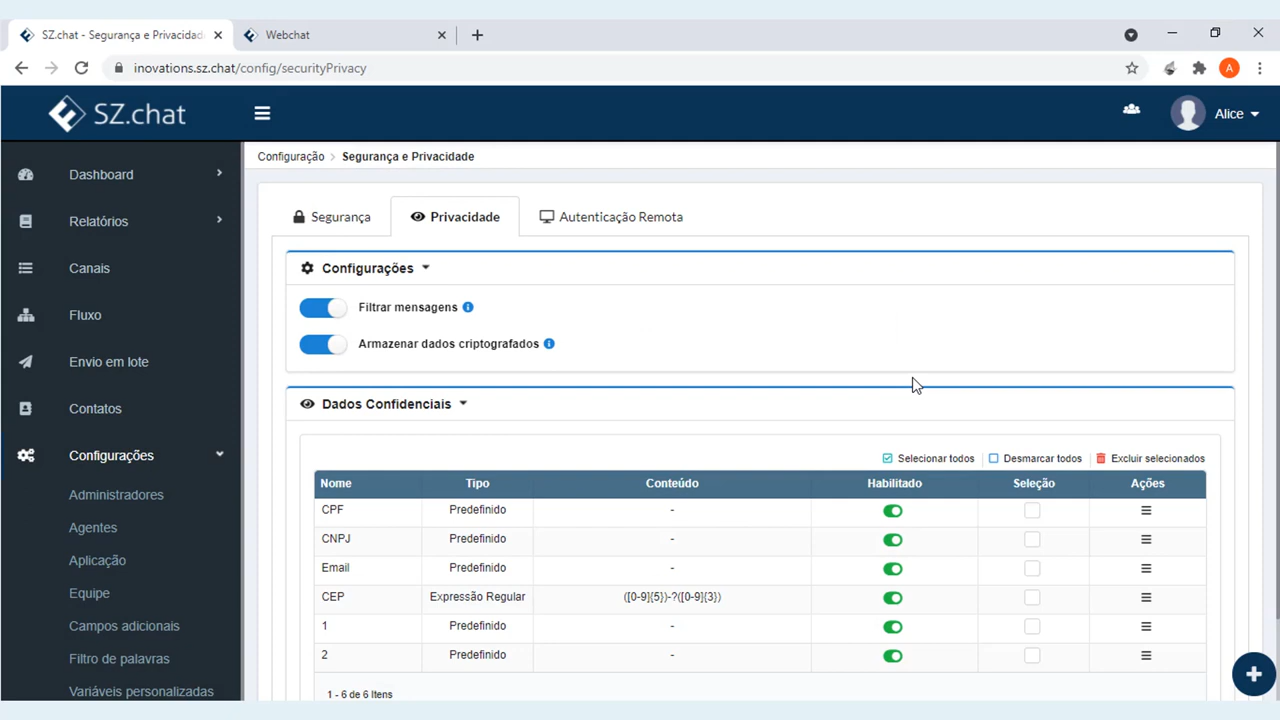 SZ.chat - Segurança e Privacidad
Webchat
inovations.sz.chat/config/securityPrivacy
A
SZ.chat
Alice
Dashboard
Relatórios
Canais
Fluxo
Envio em lote
Contatos
Configurações
Administradores
Agentes
Aplicação
Equipe
Campos adicionais
Filtro de palavras
Variáveis personalizadas
Configuração > Segurança e Privacidade
Segurança Privacidade Autenticação Remota
Configurações
Filtrar mensagens
Armazenar dados criptografados
Dados Confidenciais
Selecionar todos Desmarcar todos Excluir selecionados
Nome Tipo Conteúdo Habilitado Seleção Ações
CPF Predefinido -
CNPJ Predefinido -
Email Predefinido -
CEP Expressão Regular ([0-9]{5})-?([0-9]{3})
1 Predefinido -
2 Predefinido -
1 - 6 de 6 Itens